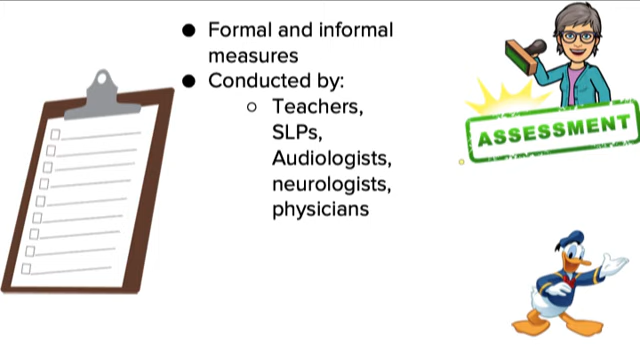 ● Formal and informal
measures
● Conducted by:
○ Teachers,
SLPs,
Audiologists,
neurologists,
physicians
ASSESSMENT